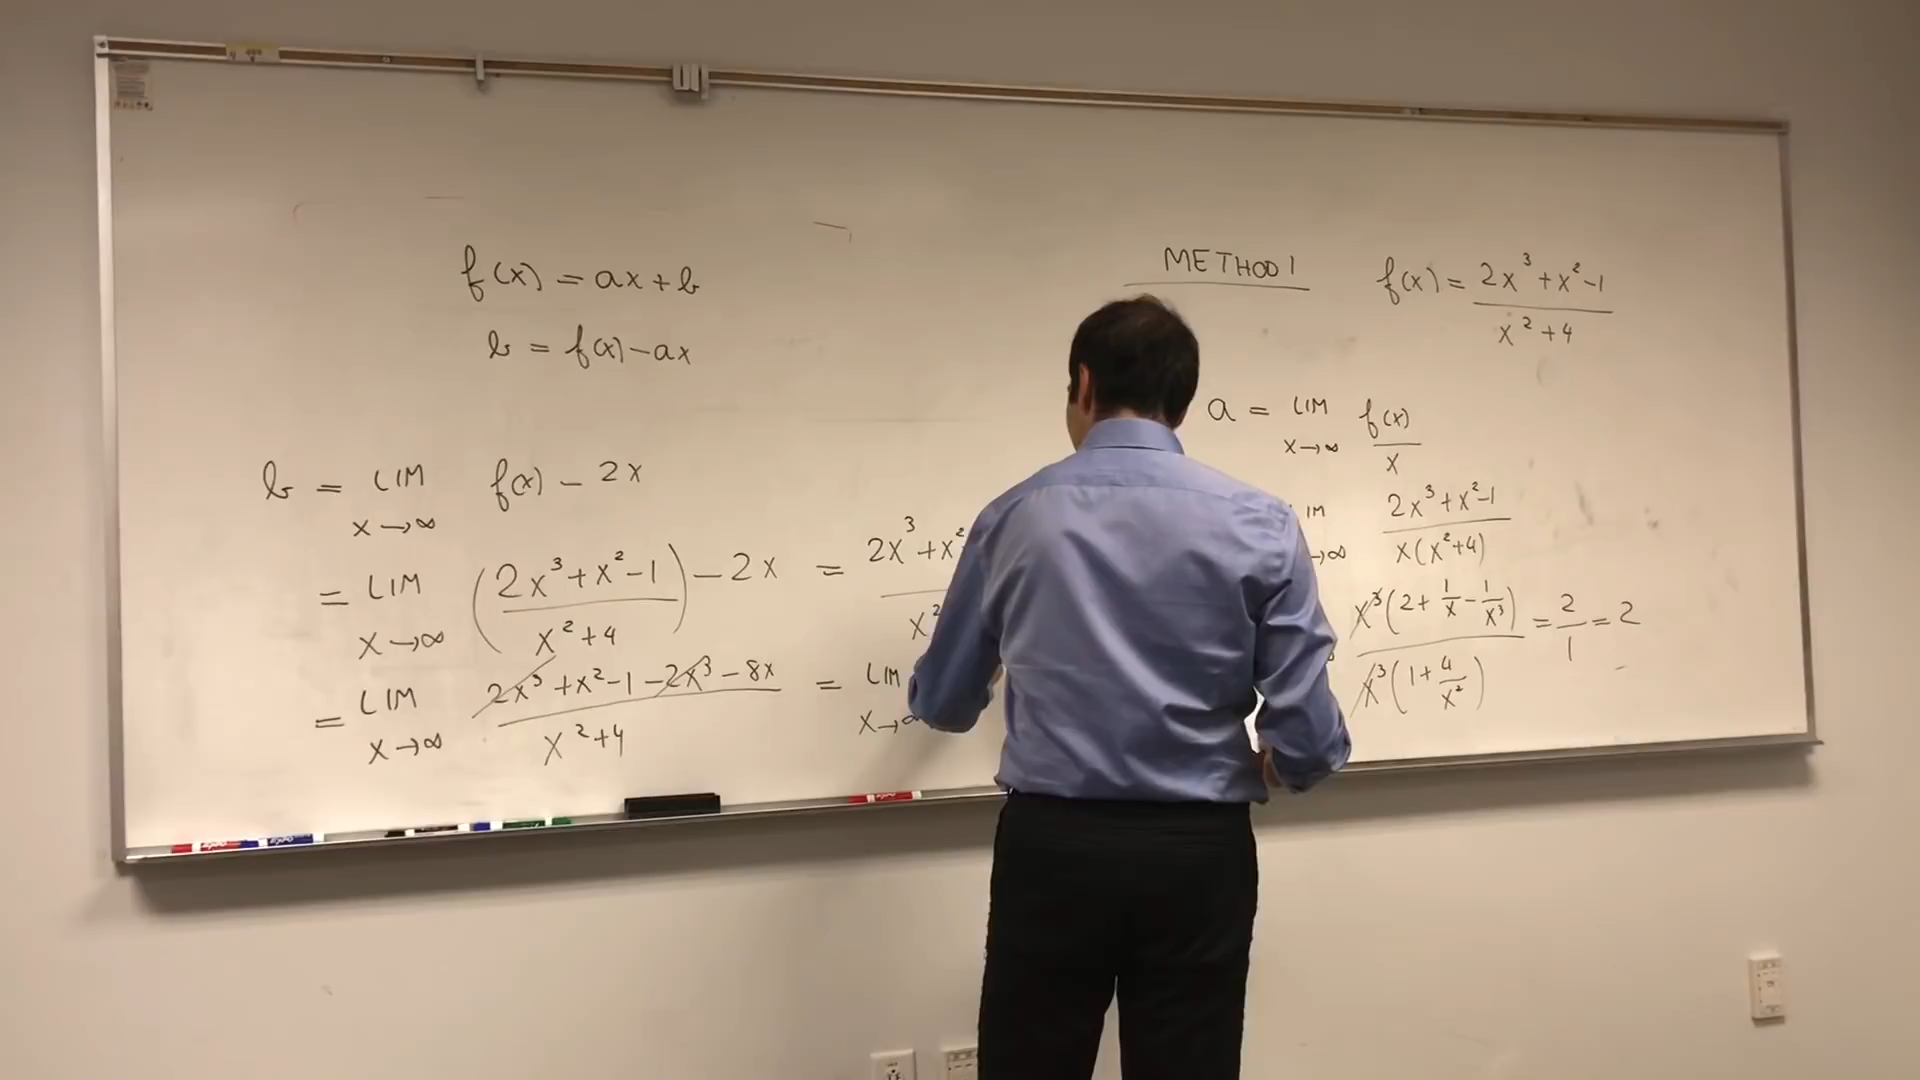 f(x) = ax + b
b = f(x) - ax
b = LIM f(x) - 2x
x → ∞
= LIM (2x³ + x² - 1 / x² + 4) - 2x = 2x³ + x² / x²
x → ∞
= LIM 2x³ + x² - 1 - 2x³ - 8x / x² + 4 = LIM
x → ∞ x → ∞
METHOD 1 f(x) = 2x³ + x² - 1 / x² + 4
a = LIM f(x) / x
x → ∞
IM 2x³ + x² - 1 / x(x² + 4)
→ ∞
x³(2 + 1/x - 1/x³) / x³(1 + 4/x²) = 2/1 = 2